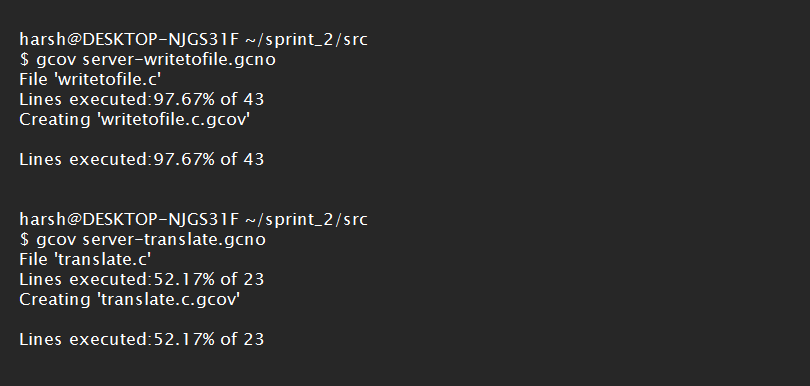 harsh@DESKTOP-NJGS31F ~/sprint_2/src
$ gcov server-writetofile.gcno
File 'writetofile.c'
Lines executed:97.67% of 43
Creating 'writetofile.c.gcov'
Lines executed:97.67% of 43
harsh@DESKTOP-NJGS31F ~/sprint_2/src
$ gcov server-translate.gcno
File 'translate.c'
Lines executed:52.17% of 23
Creating 'translate.c.gcov'
Lines executed:52.17% of 23